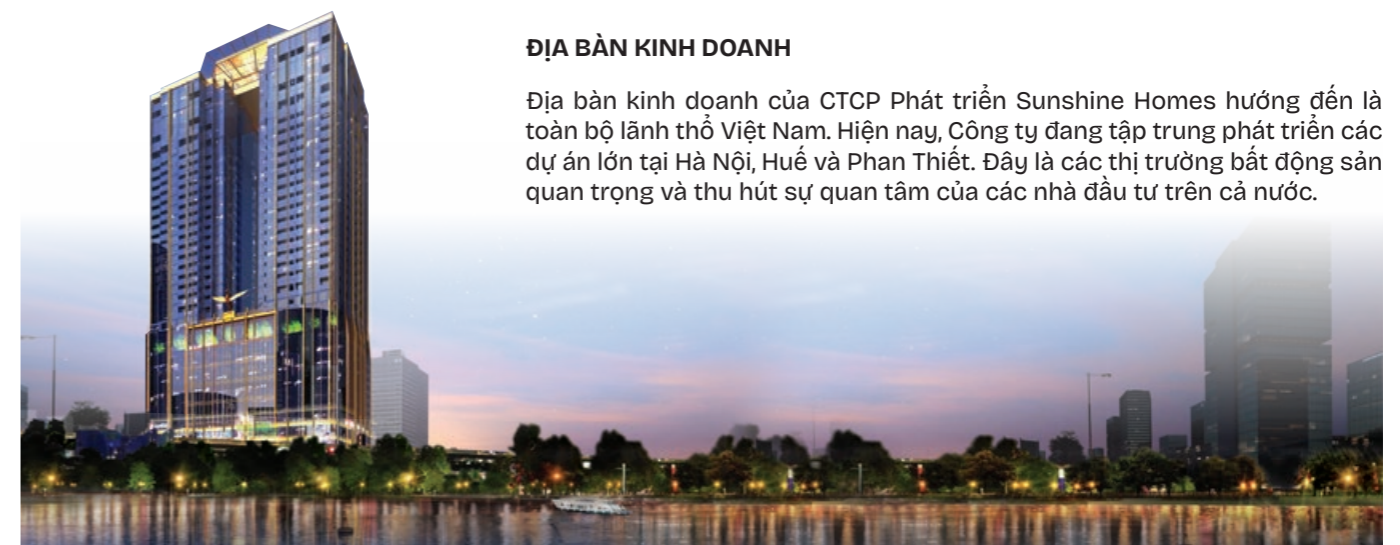 ĐỊA BÀN KINH DOANH
Địa bàn kinh doanh của CTCP Phát triển Sunshine Homes hướng đến là
toàn bộ lãnh thổ Việt Nam. Hiện nay, Công ty đang tập trung phát triển các
dự án lớn tại Hà Nội, Huế và Phan Thiết. Đây là các thị trường bất động sản
quan trọng và thu hút sự quan tâm của các nhà đầu tư trên cả nước.